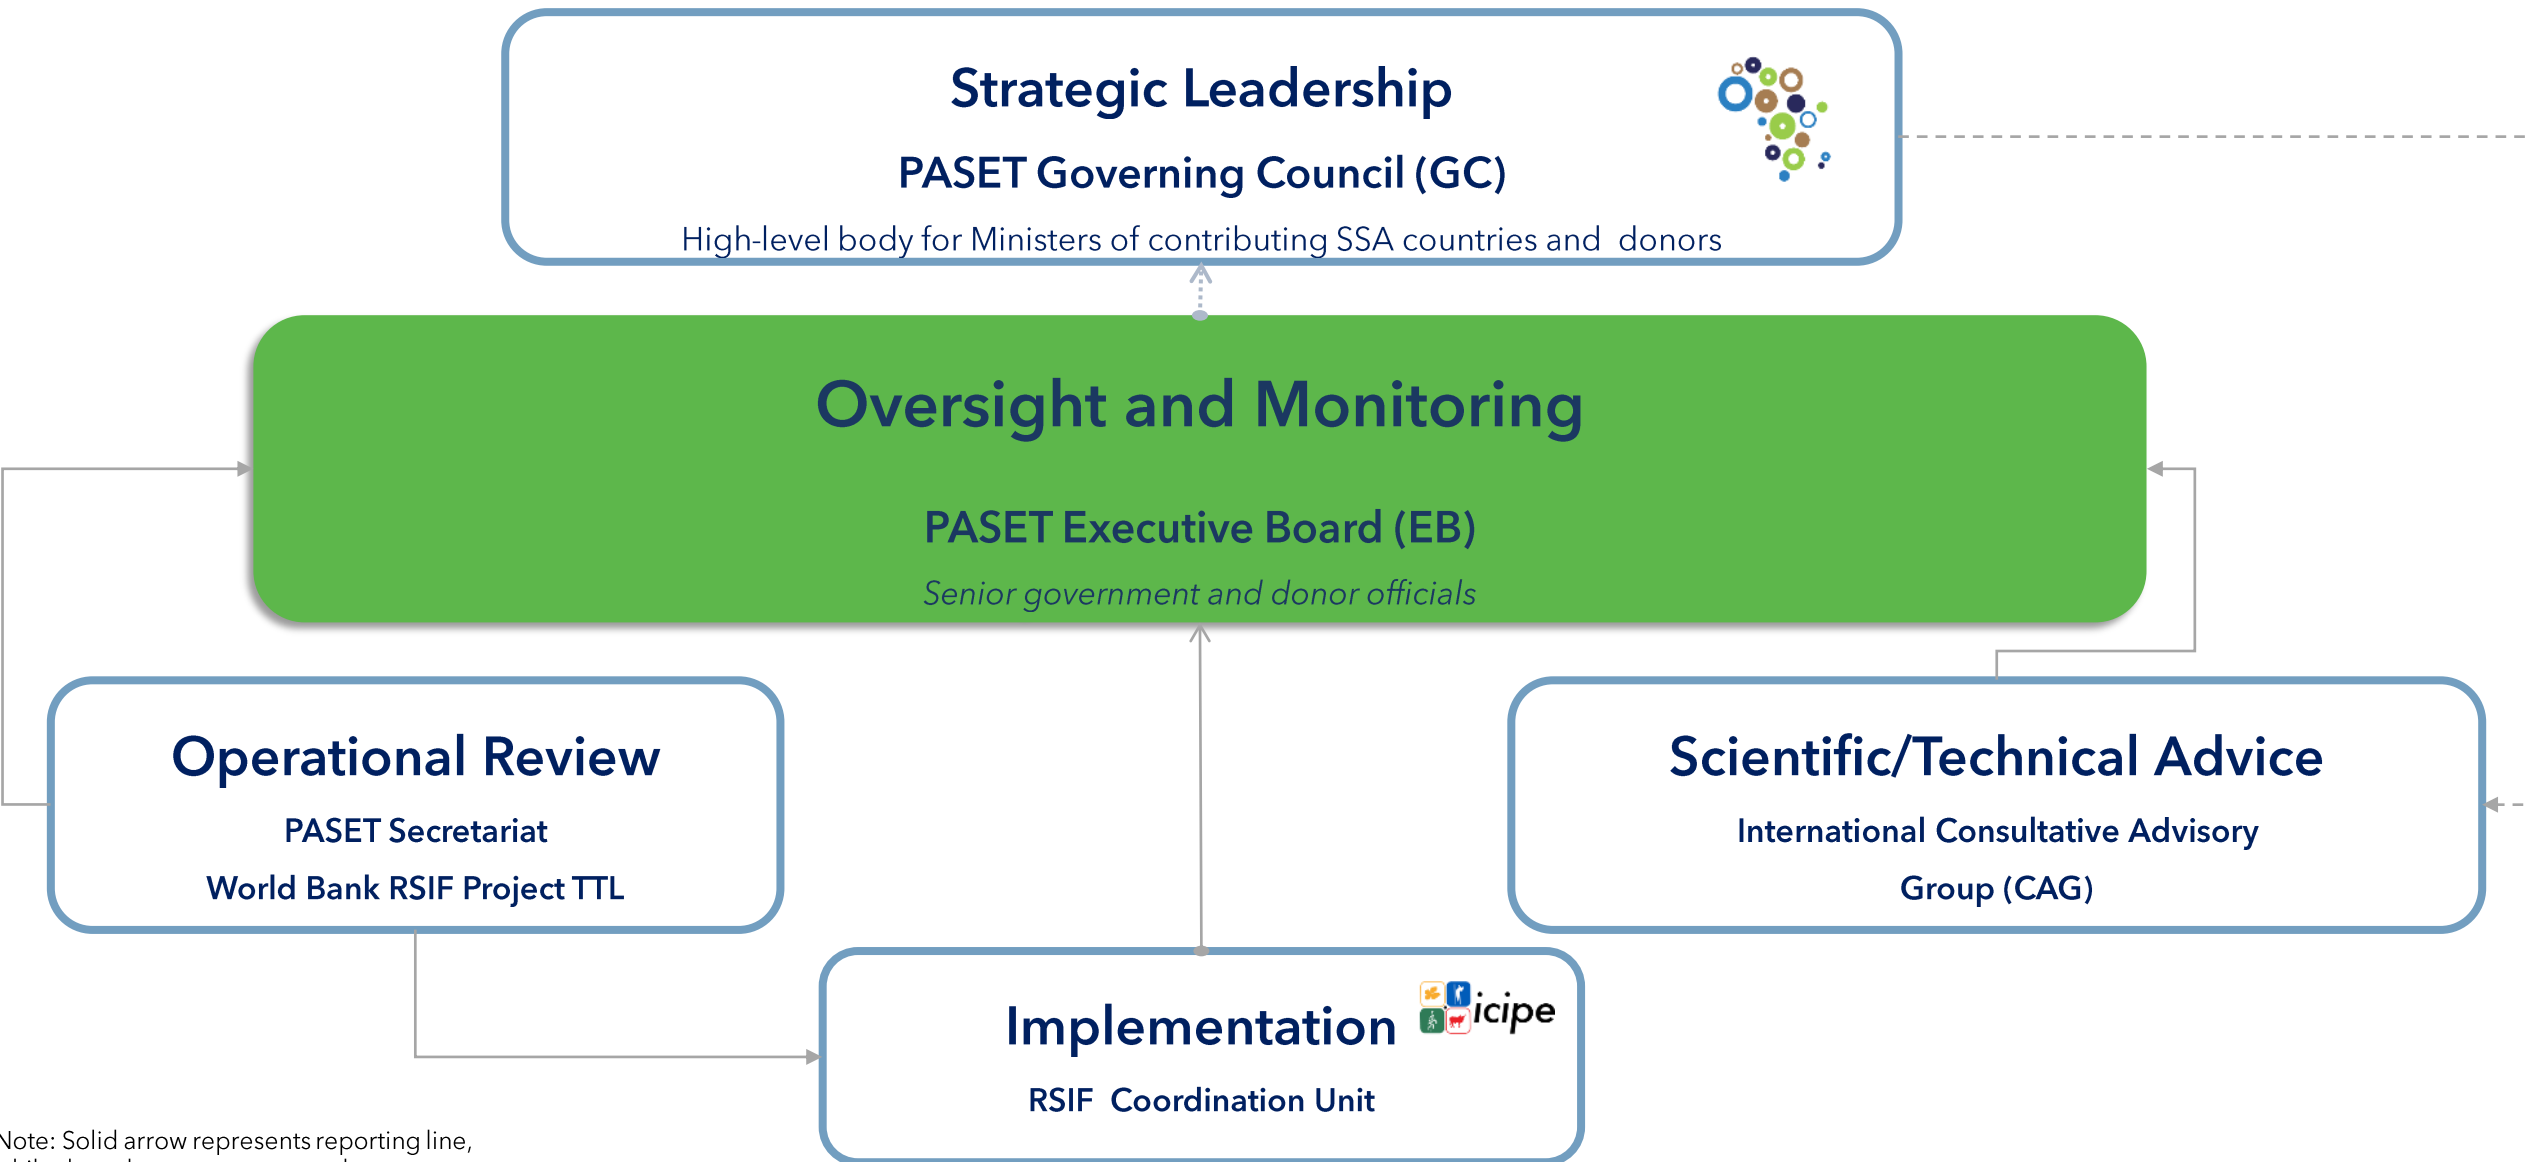 Strategic Leadership
PASET Governing Council (GC)
High-level body for Ministers of contributing SSA countries and donors
Oversight and Monitoring
PASET Executive Board (EB)
Senior government and donor officials
Operational Review
PASET Secretariat
World Bank RSIF Project TTL
Scientific/Technical Advice
International Consultative Advisory
Group (CAG)
Implementation
icipe
RSIF Coordination Unit
Note: Solid arrow represents reporting line,